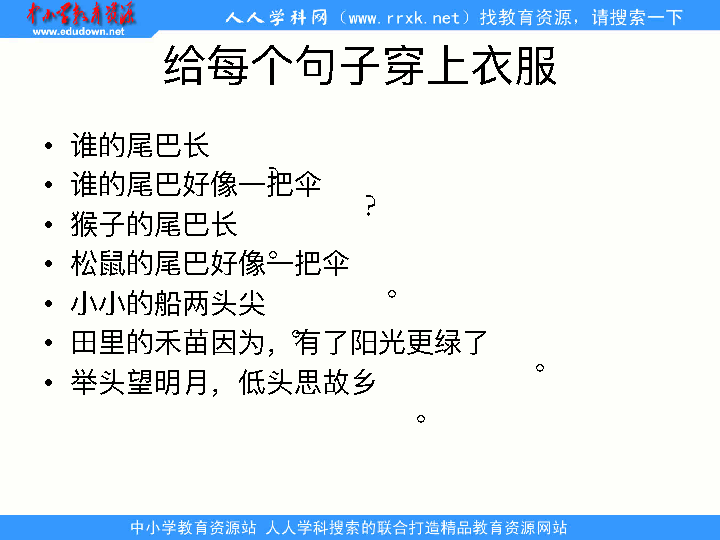 中小学教育资源
www.edudown.net
人人学科网（www.rrxk.net）找教育资源，请搜索一下
给每个句子穿上衣服
• 谁的尾巴长
？
• 谁的尾巴好像一把伞
？
• 猴子的尾巴长
。
• 松鼠的尾巴好像一把伞
。
• 小小的船两头尖
。
• 田里的禾苗因为，有了阳光更绿了
。
• 举头望明月，低头思故乡
。
中小学教育资源站 人人学科搜索的联合打造精品教育资源网站